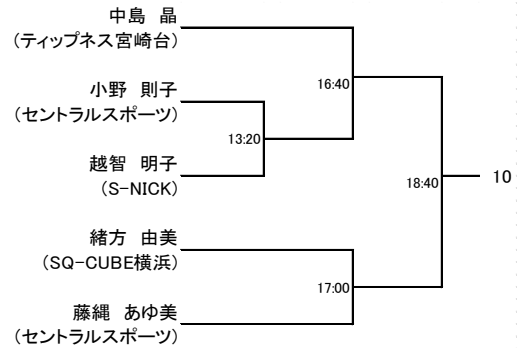 中島　晶
(ティップネス宮崎台)
16:40
小野　則子
(セントラルスポーツ)
13:20
越智　明子
(S-NICK)
18:40
10
緒方　由美
(SQ-CUBE横浜)
17:00
藤縄　あゆ美
(セントラルスポーツ)